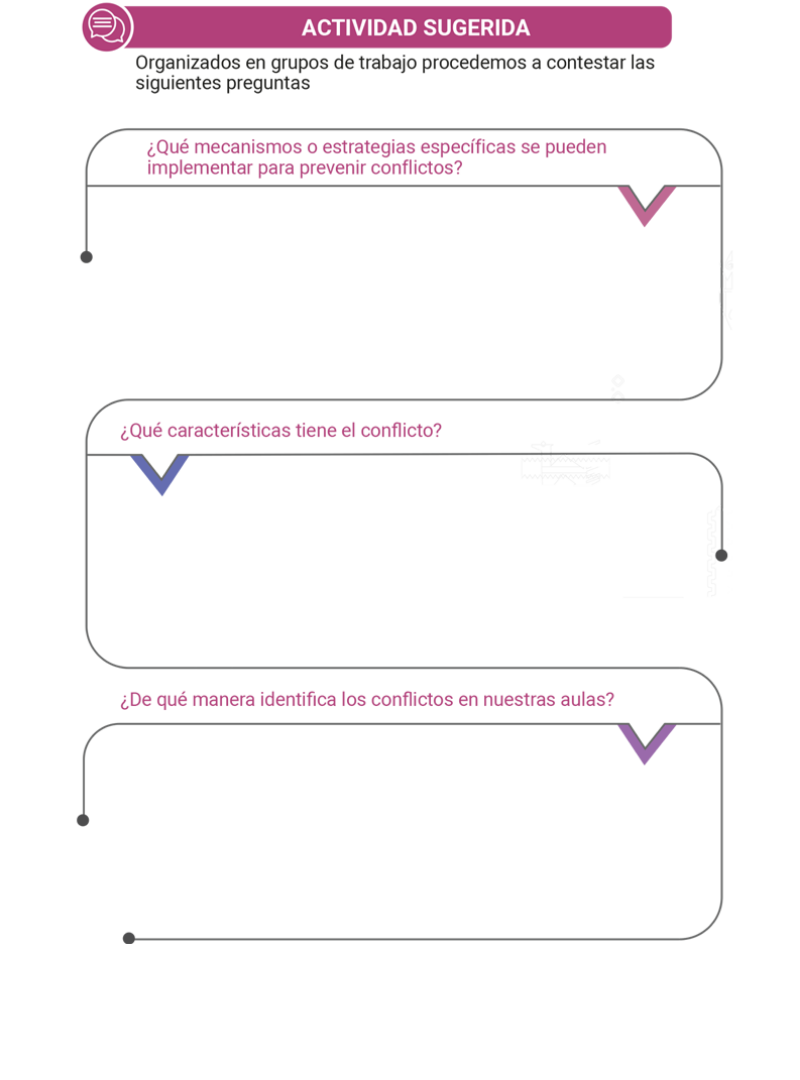 ACTIVIDAD SUGERIDA
Organizados en grupos de trabajo procedemos a contestar las
siguientes preguntas
¿Qué mecanismos o estrategias específicas se pueden
implementar para prevenir conflictos?
¿Qué características tiene el conflicto?
¿De qué manera identifica los conflictos en nuestras aulas?